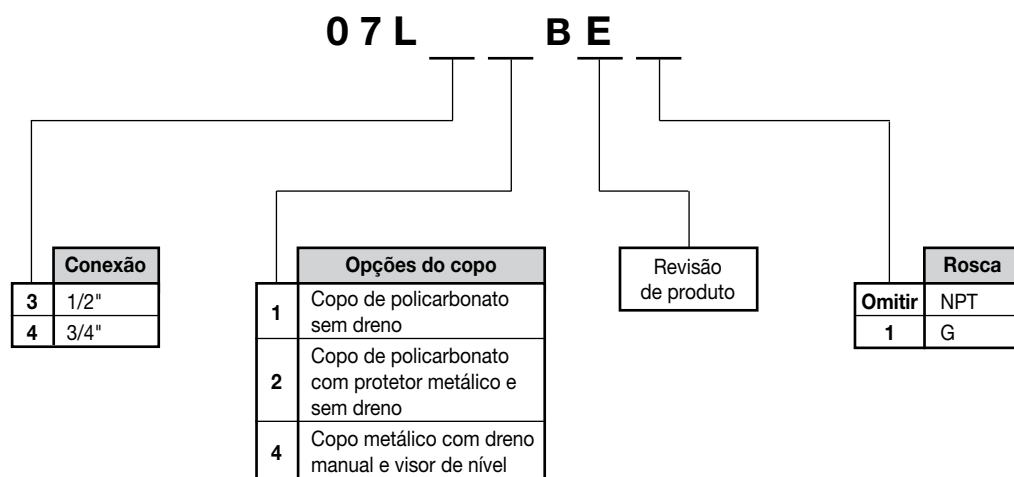 07L BE
Conexão
3 1/2"
4 3/4"
Opções do copo
1 Copo de policarbonato
sem dreno
2 Copo de policarbonato
com protetor metálico e
sem dreno
4 Copo metálico com dreno
manual e visor de nível
Revisão
de produto
Rosca
Omitir NPT
1 G